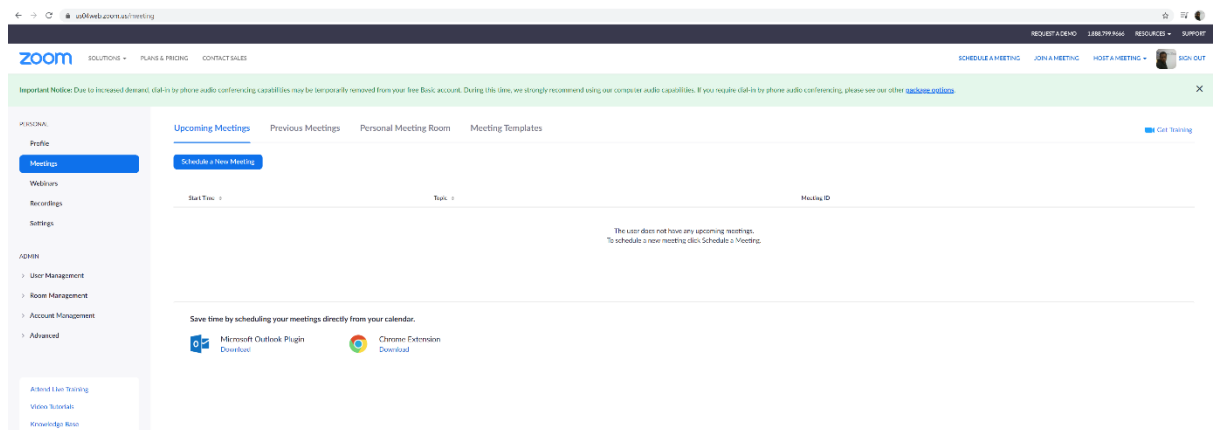 us04web.zoom.us/meeting
REQUEST A DEMO 1.888.799.9666 RESOURCES SUPPORT
zoom SOLUTIONS PLANS & PRICING CONTACT SALES SCHEDULE A MEETING JOIN A MEETING HOST A MEETING SIGN OUT
Important Notice: Due to increased demand, dial-in by phone audio conferencing capabilities may be temporarily removed from your free Basic account. During this time, we strongly recommend using our computer audio capabilities. If you require dial-in by phone audio conferencing, please see our other package options.
PERSONAL
Profile
Meetings
Webinars
Recordings
Settings
ADMIN
User Management
Room Management
Account Management
Advanced
Attend Live Training
Video Tutorials
Knowledge Base
Upcoming Meetings Previous Meetings Personal Meeting Room Meeting Templates Get Training
Schedule a New Meeting
Start Time Topic Meeting ID
The user does not have any upcoming meetings.
To schedule a new meeting click Schedule a Meeting.
Save time by scheduling your meetings directly from your calendar.
Microsoft Outlook Plugin
Download
Chrome Extension
Download